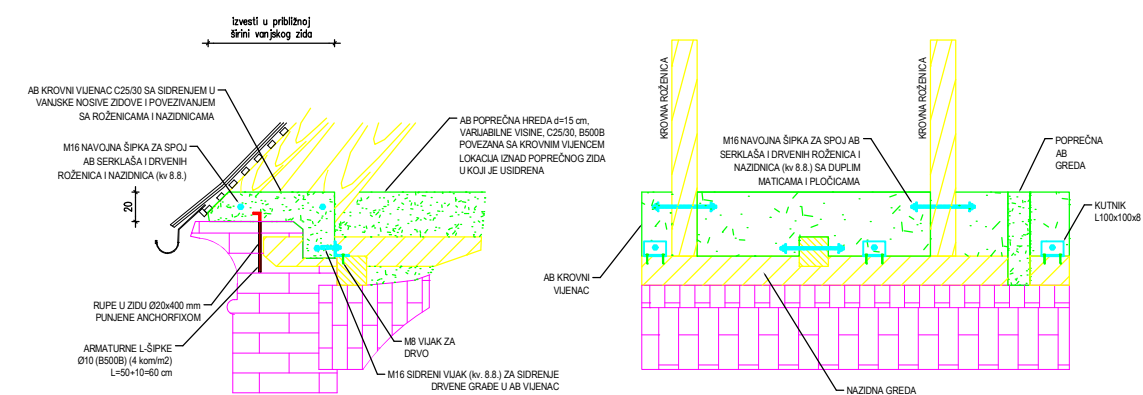 izvesti u približnoj
širini vanjskog zida
AB KROVNI VIJENAC C25/30 SA SIDRENJEM U
VANJSKE NOSIVE ZIDOVE I POVEZIVANJEM
SA ROŽENICAMA I NAZIDNICAMA
M16 NAVOJNA ŠIPKA ZA SPOJ
AB SERKLAŠA I DRVENIH
ROŽENICA I NAZIDNICA (kv 8.8.)
20
RUPE U ZIDU Ø20x400 mm
PUNJENE ANCHORFIXOM
ARMATURNE L-ŠIPKE
Ø10 (B500B) (4 kom/m2)
L=50+10=60 cm
AB POPREČNA HREDA d=15 cm,
VARIJABILNE VISINE, C25/30, B500B
POVEZANA SA KROVNIM VIJENCEM
LOKACIJA IZNAD POPREČNOG ZIDA
U KOJI JE USIDRENA
M8 VIJAK ZA
DRVO
M16 SIDRENI VIJAK (kv. 8.8.) ZA SIDRENJE
DRVENE GRAĐE U AB VIJENAC
KROVNA ROŽENICA
KROVNA ROŽENICA
M16 NAVOJNA ŠIPKA ZA SPOJ AB
SERKLAŠA I DRVENIH ROŽENICA I
NAZIDNICA (kv 8.8.) SA DUPLIM
MATICAMA I PLOČICAMA
POPREČNA
AB
GREDA
KUTNIK
L100x100x8
AB KROVNI
VIJENAC
NAZIDNA GREDA